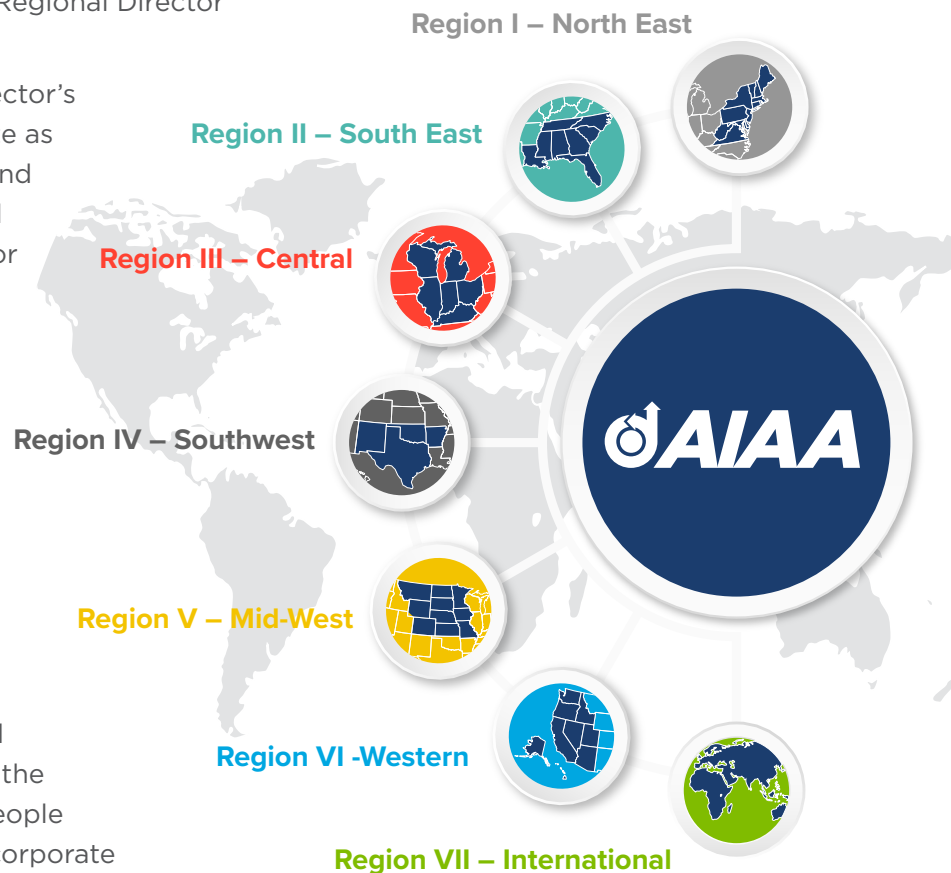 Regional Director
ector's
e as
nd
or
Region I – North East
Region II – South East
Region III – Central
Region IV – Southwest
Region V – Mid-West
Region VI -Western
Region VII – International
AIAA
the
eople
corporate